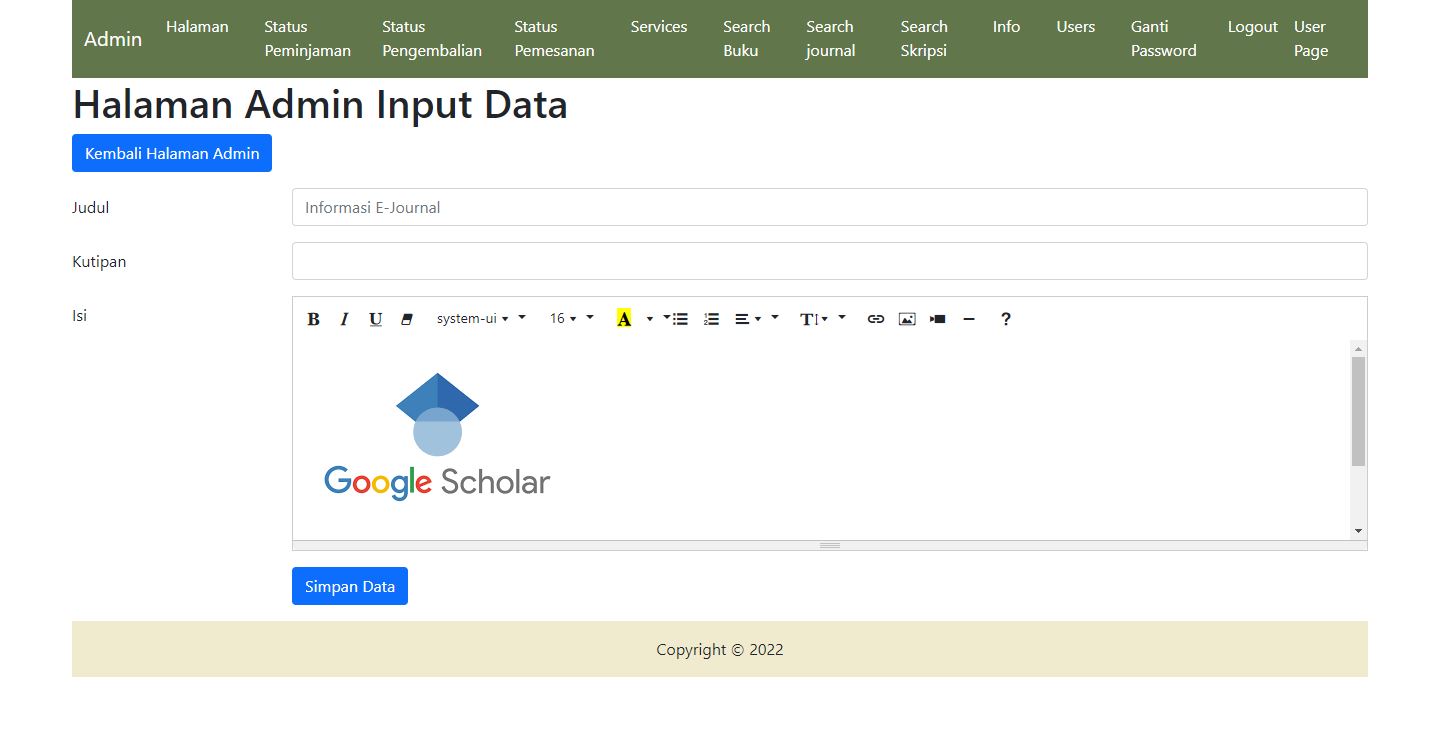 Admin Halaman Status Peminjaman Status Pengembalian Status Pemesanan Services Search Buku Search journal Search Skripsi Info Users Ganti Password Logout User Page
Halaman Admin Input Data
Kembali Halaman Admin
Judul Informasi E-Journal
Kutipan
Isi B I U system-ui 16 A T ?
Google Scholar
Simpan Data
Copyright © 2022